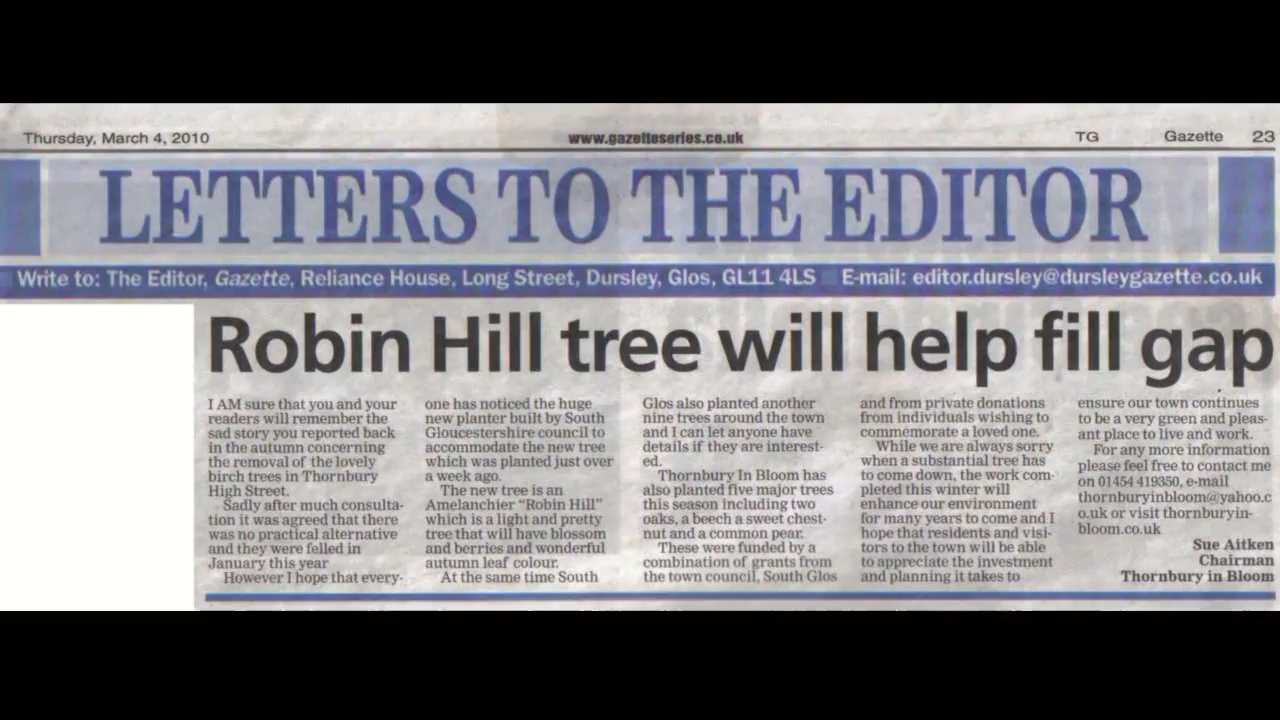 Thursday, March 4, 2010
www.gazetteseries.co.uk
TG Gazette 23
LETTERS TO THE EDITOR
Write to: The Editor, Gazette, Reliance House, Long Street, Dursley, Glos, GL11 4LS E-mail: editor.dursley@dursleygazette.co.uk
Robin Hill tree will help fill gap
I AM sure that you and your
readers will remember the
sad story you reported back
in the autumn concerning
the removal of the lovely
birch trees in Thornbury
High Street.
Sadly after much consulta-
tion it was agreed that there
was no practical alternative
and they were felled in
January this year
However I hope that every-
one has noticed the huge
new planter built by South
Gloucestershire council to
accommodate the new tree
which was planted just over
a week ago.
The new tree is an
Amelanchier “Robin Hill”
which is a light and pretty
tree that will have blossom
and berries and wonderful
autumn leaf colour.
At the same time South
Glos also planted another
nine trees around the town
and I can let anyone have
details if they are interest-
ed.
Thornbury In Bloom has
also planted five major trees
this season including two
oaks, a beech a sweet chest-
nut and a common pear.
These were funded by a
combination of grants from
the town council, South Glos
and from private donations
from individuals wishing to
commemorate a loved one.
While we are always sorry
when a substantial tree has
to come down, the work com-
pleted this winter will
enhance our environment
for many years to come and I
hope that residents and visi-
tors to the town will be able
to appreciate the investment
and planning it takes to
ensure our town continues
to be a very green and pleas-
ant place to live and work.
For any more information
please feel free to contact me
on 01454 419350, e-mail
thornburyinbloom@yahoo.c
o.uk or visit thornburyin-
bloom.co.uk
Sue Aitken
Chairman
Thornbury in Bloom